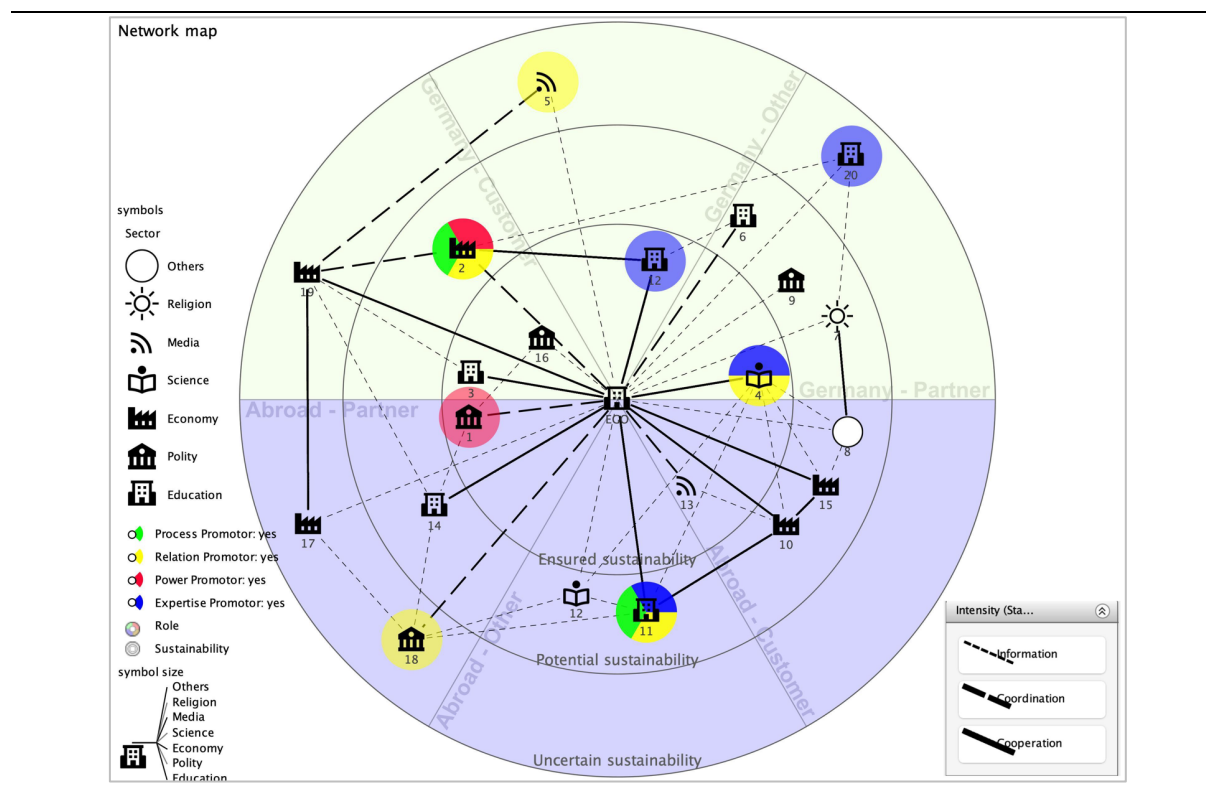 Network map
5
Germany - Customer
Germany - Other
20
6
2
12
9
19
7
16
3
4
Germany - Partner
Abroad - Partner
EGO
1
8
13
15
14
17
10
Ensured sustainability
12
11
18
Abroad - Other
Abroad - Customer
Potential sustainability
Uncertain sustainability
symbols
Sector
Others
Religion
Media
Science
Economy
Polity
Education
Process Promotor: yes
Relation Promotor: yes
Power Promotor: yes
Expertise Promotor: yes
Role
Sustainability
symbol size
Others
Religion
Media
Science
Economy
Polity
Education
Intensity (Sta...
Information
Coordination
Cooperation